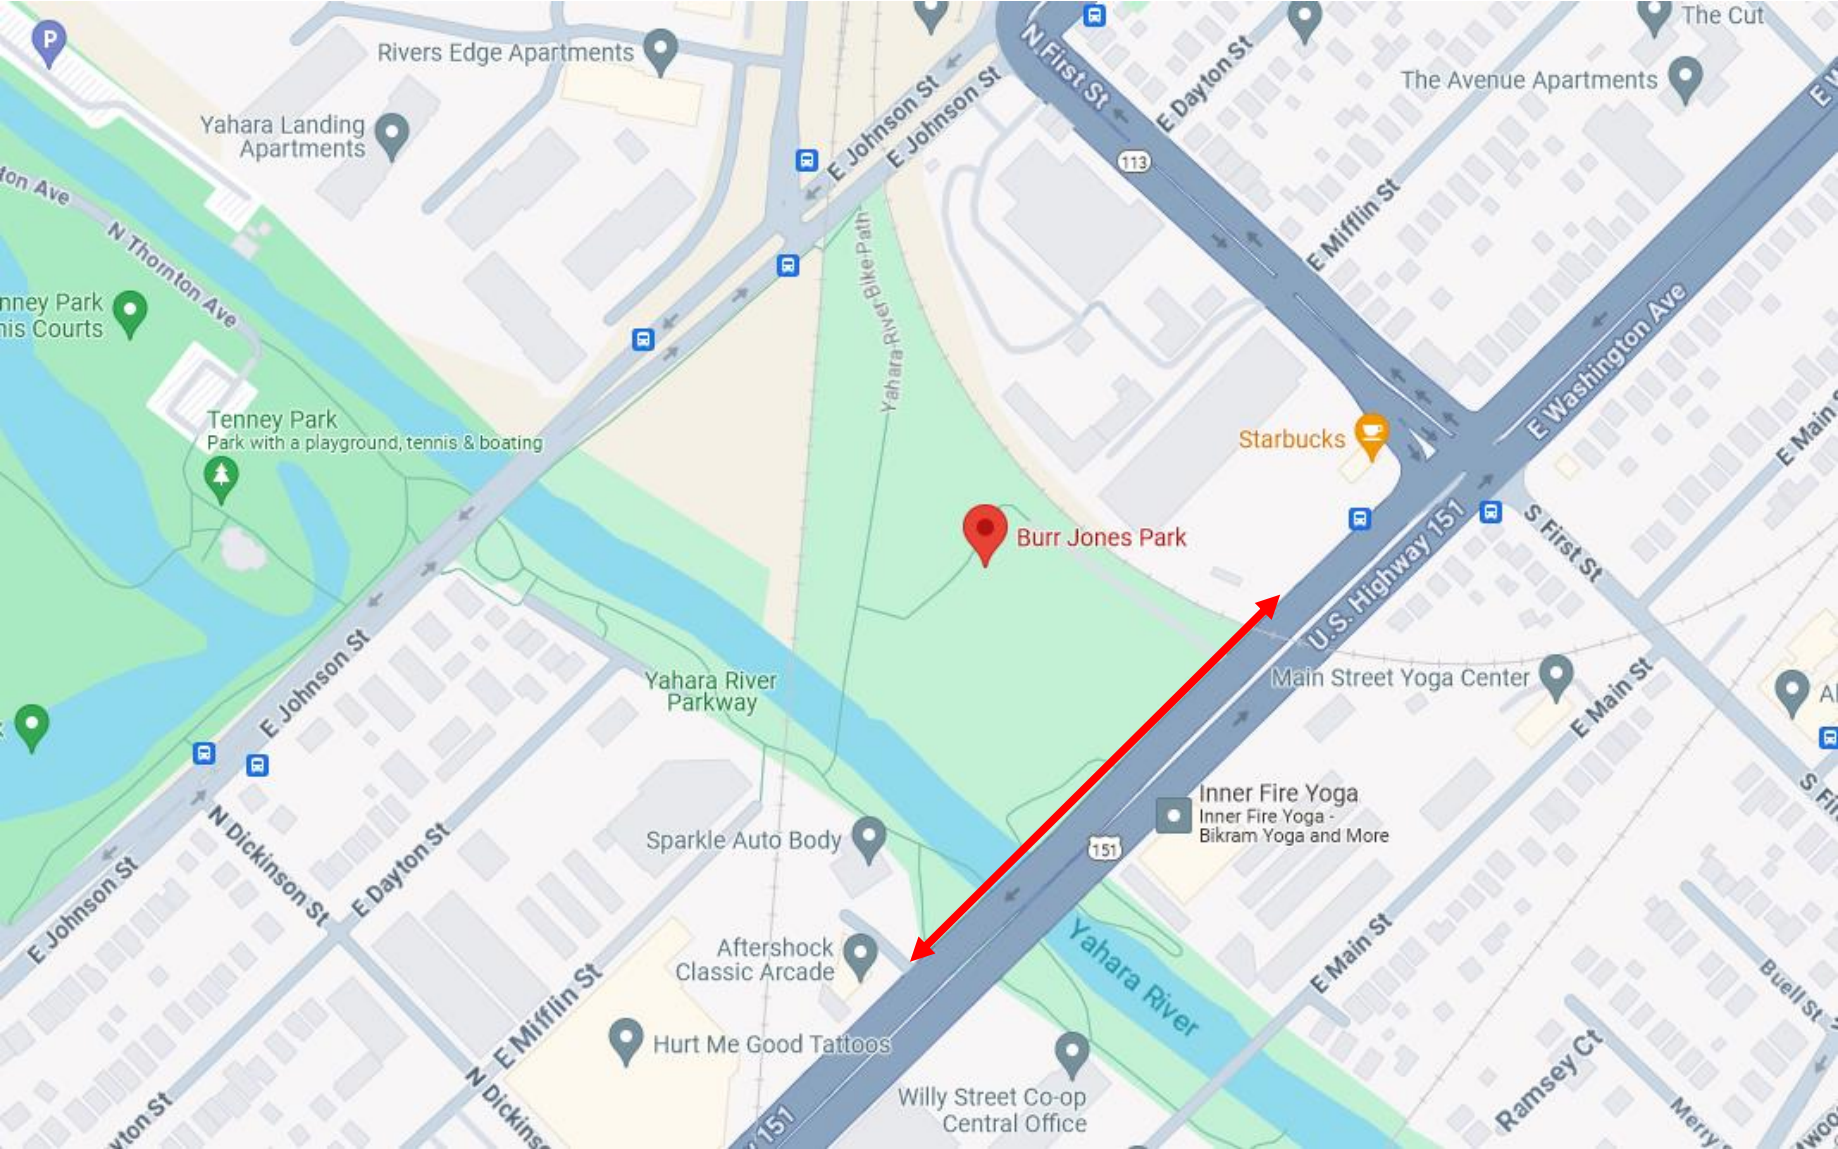 The Cut
P
N First St
E Dayton St
Rivers Edge Apartments
E Johnson St
E Johnson St
The Avenue Apartments
Yahara Landing
Apartments
113
N Thornton Ave
E Mifflin St
Yahara River Bike Path
Tenney Park
Park with a playground, tennis & boating
E Washington Ave
Starbucks
Burr Jones Park
U.S. Highway 151
S First St
E Johnson St
Yahara River
Parkway
Main Street Yoga Center
E Main St
Inner Fire Yoga
Inner Fire Yoga -
Bikram Yoga and More
N Dickinson St
E Dayton St
Sparkle Auto Body
151
E Johnson St
Aftershock
Classic Arcade
Yahara River
E Main St
Buell St
E Mifflin St
Hurt Me Good Tattoos
Willy Street Co-op
Central Office
Ramsey Ct
151